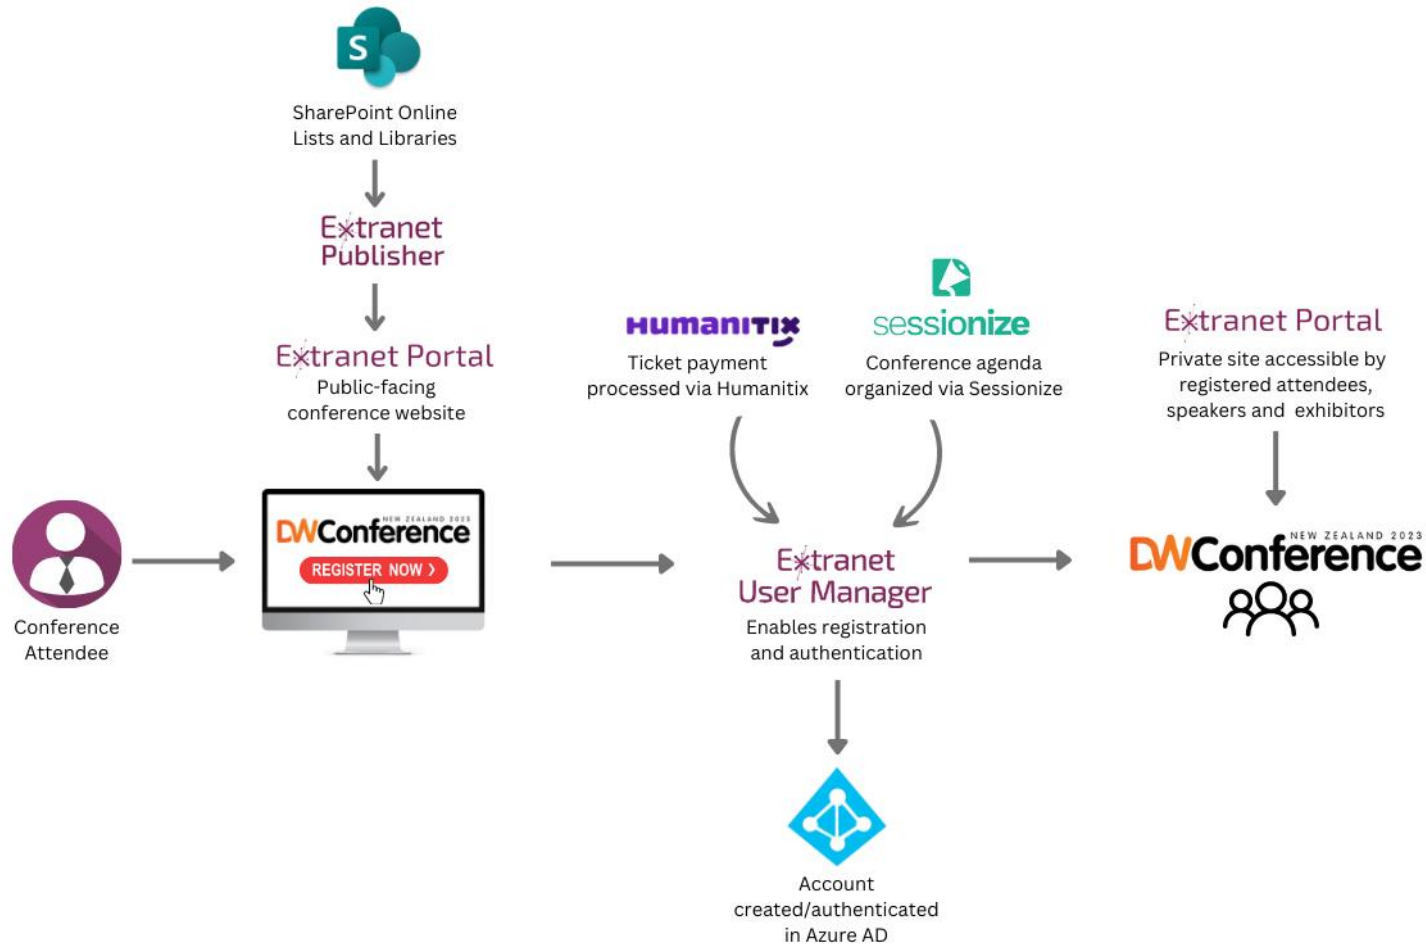 S
SharePoint Online
Lists and Libraries
Extranet
Publisher
Extranet Portal
Public-facing
conference website
NEW ZEALAND 2023
DWConference
REGISTER NOW >
Conference
Attendee
Humanitix
Ticket payment
processed via Humanitix
sessionize
Conference agenda
organized via Sessionize
Extranet
User Manager
Enables registration
and authentication
Account
created/authenticated
in Azure AD
Extranet Portal
Private site accessible by
registered attendees,
speakers and exhibitors
NEW ZEALAND 2023
DWConference